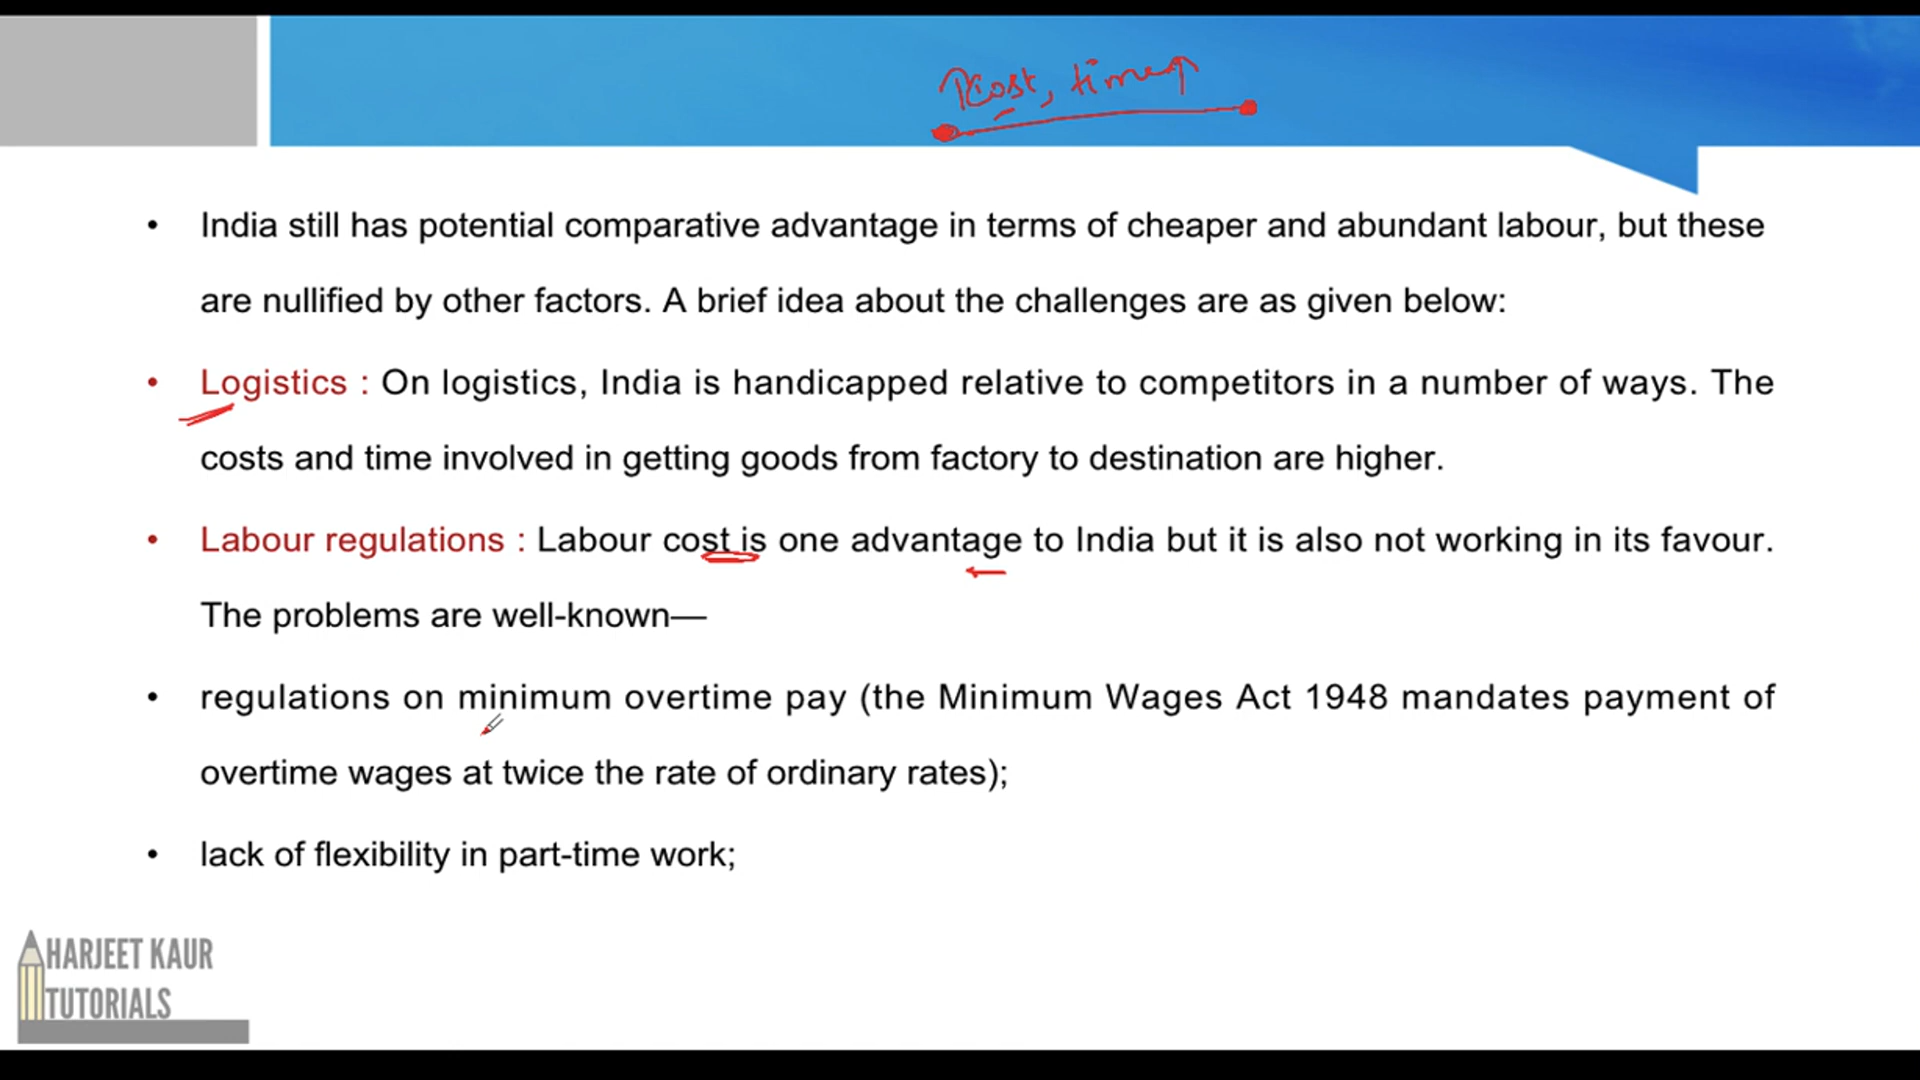 ↑Cost, time↑
• India still has potential comparative advantage in terms of cheaper and abundant labour, but these
are nullified by other factors. A brief idea about the challenges are as given below:
• Logistics : On logistics, India is handicapped relative to competitors in a number of ways. The
costs and time involved in getting goods from factory to destination are higher.
• Labour regulations : Labour cost is one advantage to India but it is also not working in its favour.
The problems are well-known—
• regulations on minimum overtime pay (the Minimum Wages Act 1948 mandates payment of
overtime wages at twice the rate of ordinary rates);
• lack of flexibility in part-time work;
HARJEET KAUR
TUTORIALS